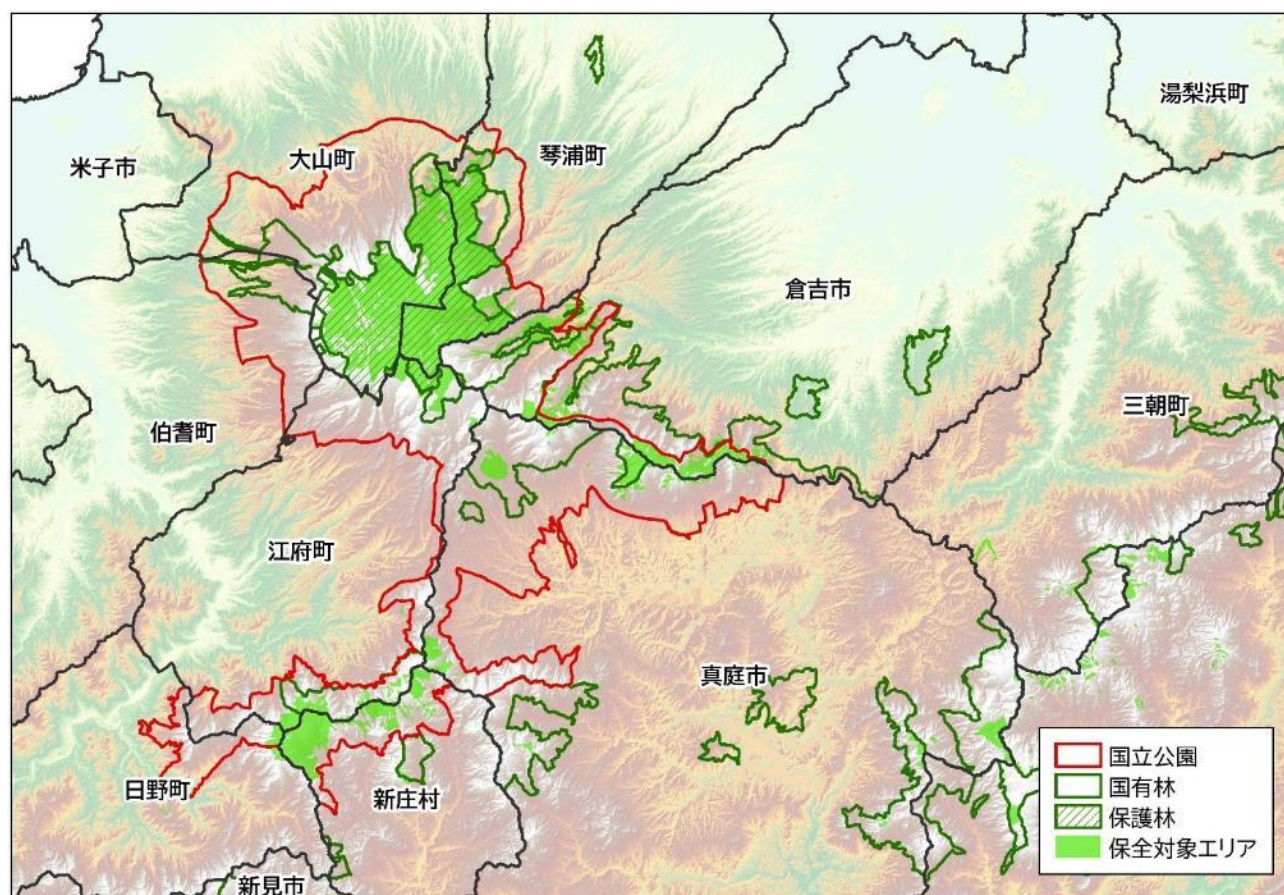 湯梨浜町
米子市
大山町
琴浦町
倉吉市
三朝町
伯耆町
江府町
真庭市
日野町
新庄村
新見市
国立公園
国有林
保護林
保全対象エリア